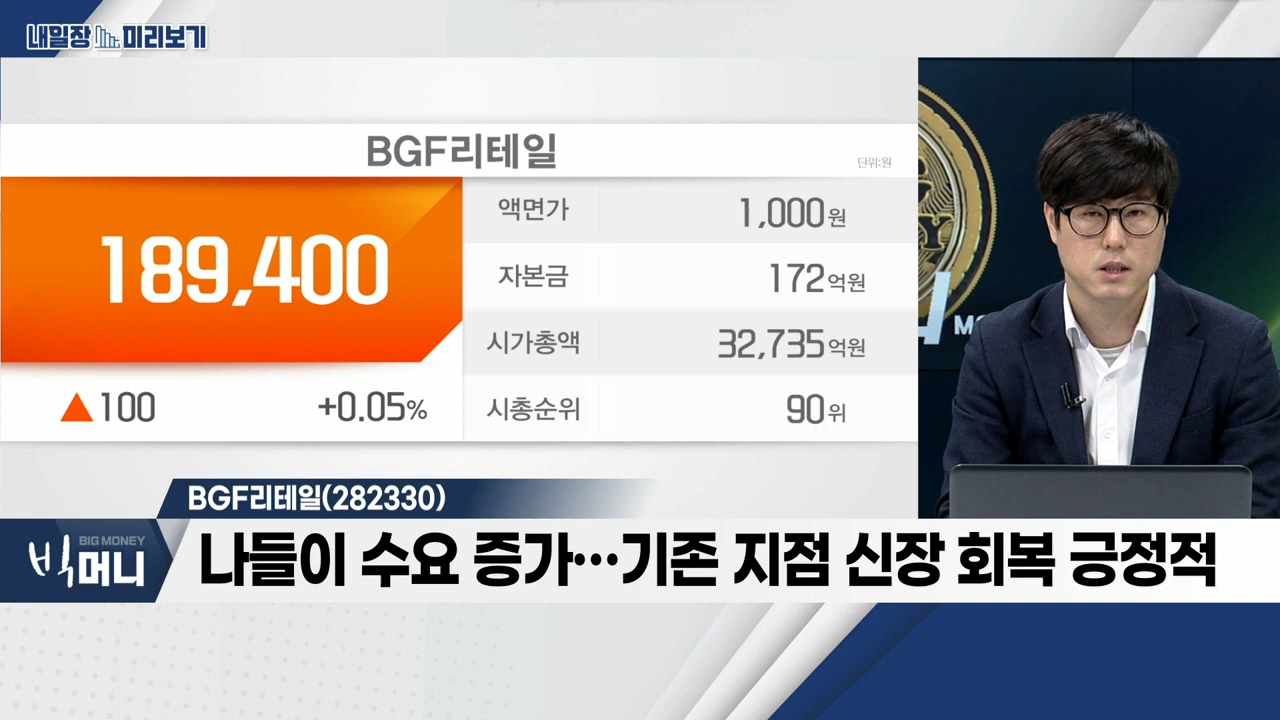 내일장 미리보기
BGF리테일
단위:원
189,400
▲100 +0.05%
액면가 1,000원
자본금 172억원
시가총액 32,735억원
시총순위 90위
BGF리테일(282330)
BIG MONEY
빅머니
나들이 수요 증가…기존 지점 신장 회복 긍정적